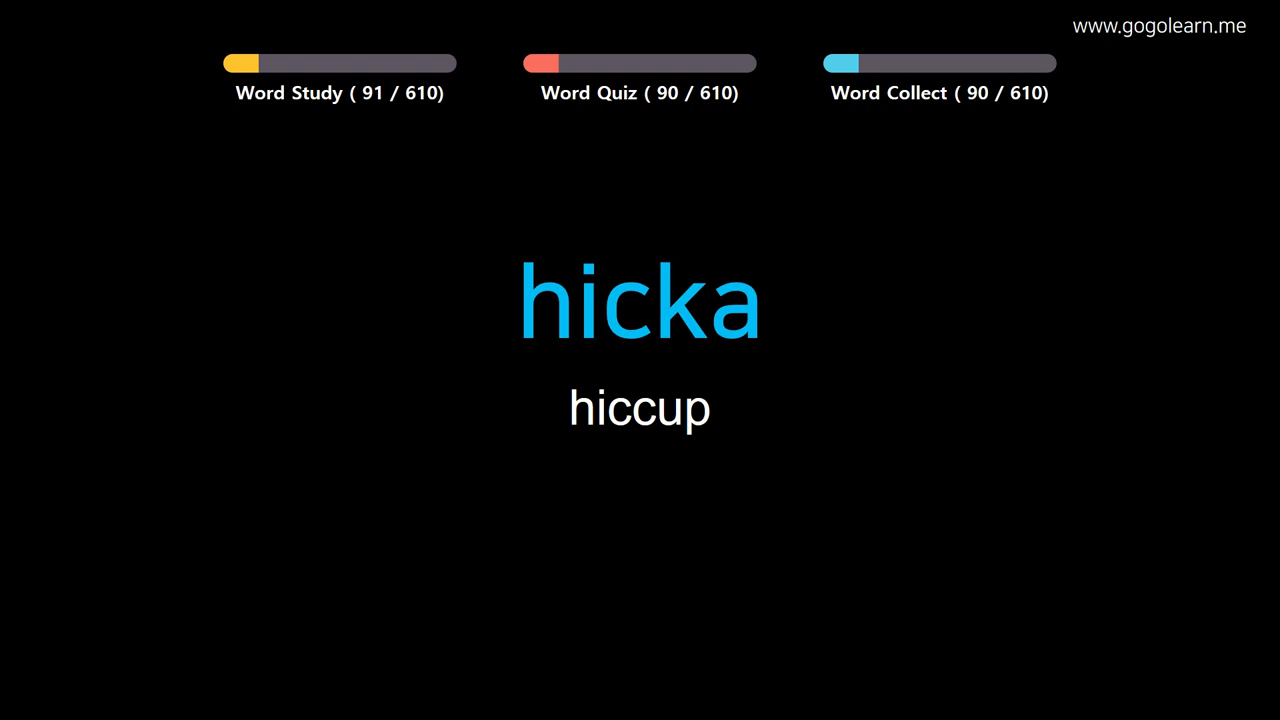 www.gogolearn.me
Word Study ( 91 / 610)
Word Quiz ( 90 / 610)
Word Collect ( 90 / 610)
hicka
hiccup